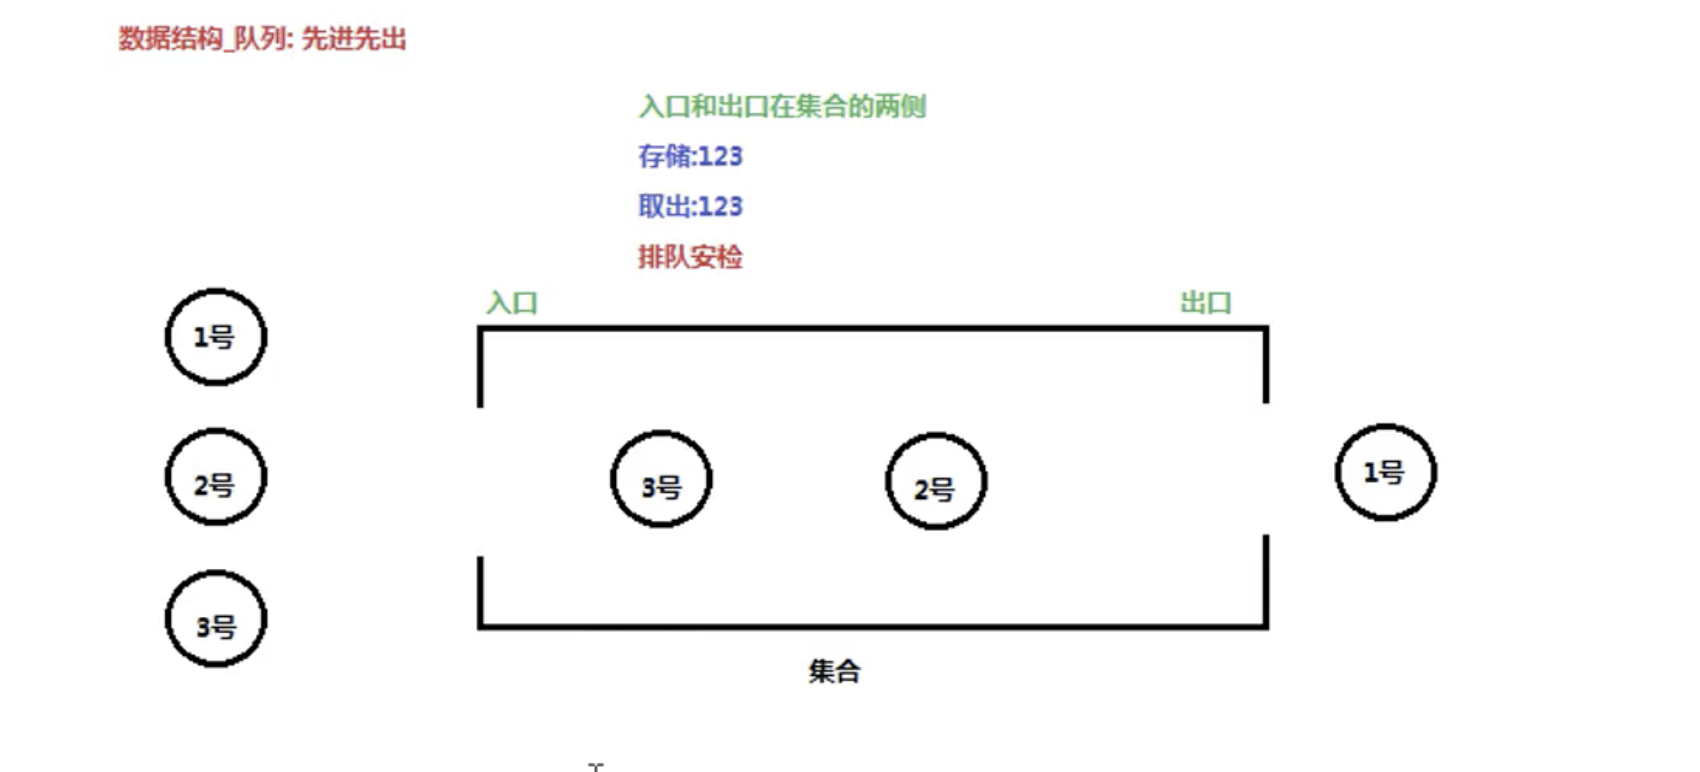 数据结构_队列: 先进先出
入口和出口在集合的两侧
存储:123
取出:123
排队安检
入口
出口
1号
2号
3号
3号
2号
1号
集合